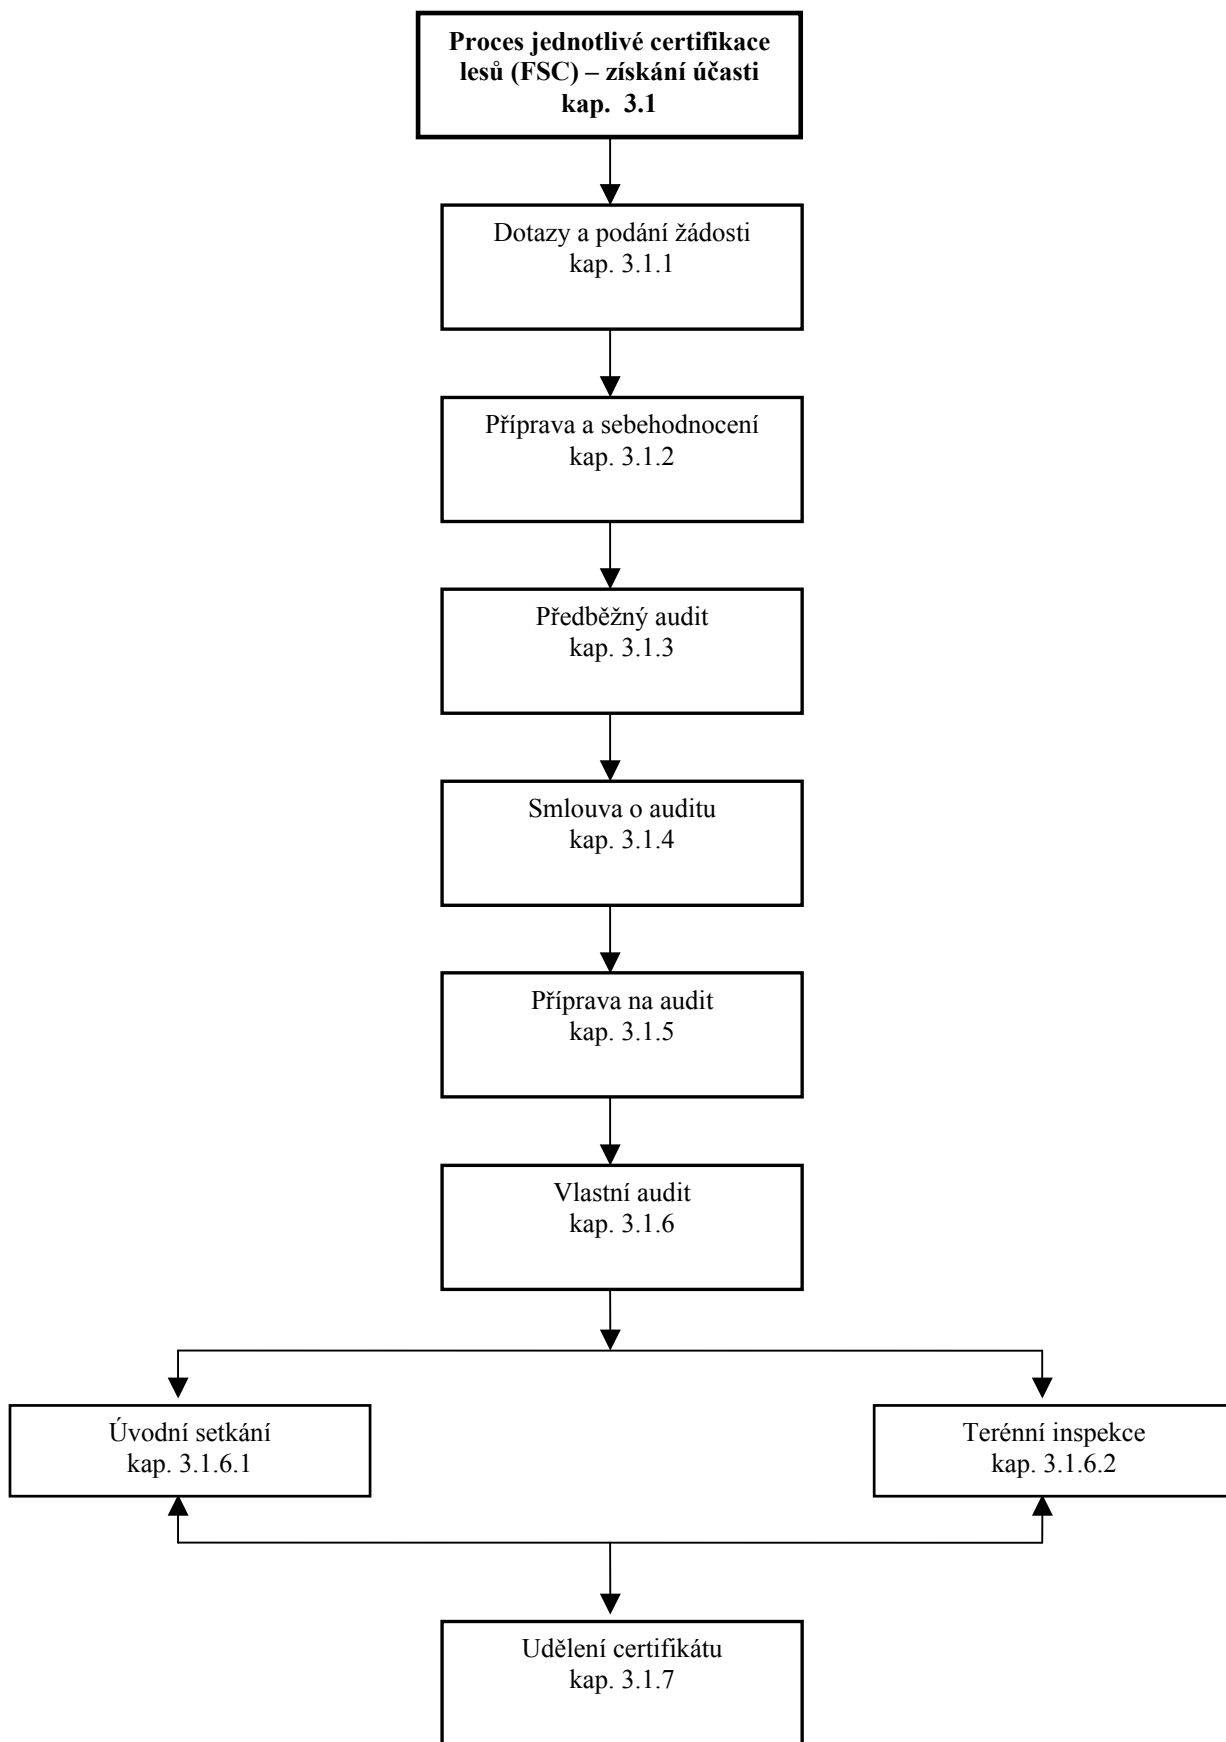 Proces jednotlivé certifikace
lesů (FSC) – získání účasti
kap. 3.1
Dotazy a podání žádosti
kap. 3.1.1
Příprava a sebehodnocení
kap. 3.1.2
Předběžný audit
kap. 3.1.3
Smlouva o auditu
kap. 3.1.4
Příprava na audit
kap. 3.1.5
Vlastní audit
kap. 3.1.6
Úvodní setkání
kap. 3.1.6.1
Terénní inspekce
kap. 3.1.6.2
Udělení certifikátu
kap. 3.1.7